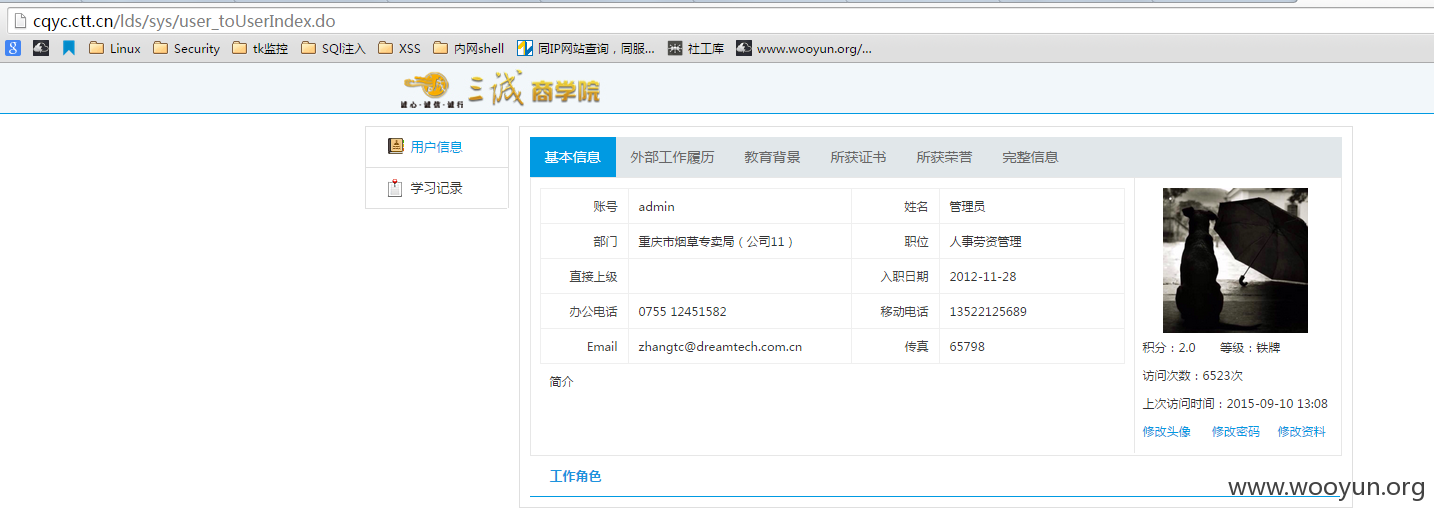 cqyc.ctt.cn/lds/sys/user_toUserIndex.do
Linux Security tk监控 SQl注入 XSS 内网shell 同IP网站查询，同服... 社工库 www.wooyun.org/...
诚心·诚信·诚行 三诚 商学院
用户信息
学习记录
基本信息 外部工作履历 教育背景 所获证书 所获荣誉 完整信息
账号 admin 姓名 管理员
部门 重庆市烟草专卖局（公司11） 职位 人事劳资管理
直接上级 入职日期 2012-11-28
办公电话 0755 12451582 移动电话 13522125689
Email zhangtc@dreamtech.com.cn 传真 65798
简介
积分：2.0 等级：铁牌
访问次数：6523次
上次访问时间：2015-09-10 13:08
修改头像 修改密码 修改资料
工作角色
www.wooyun.org